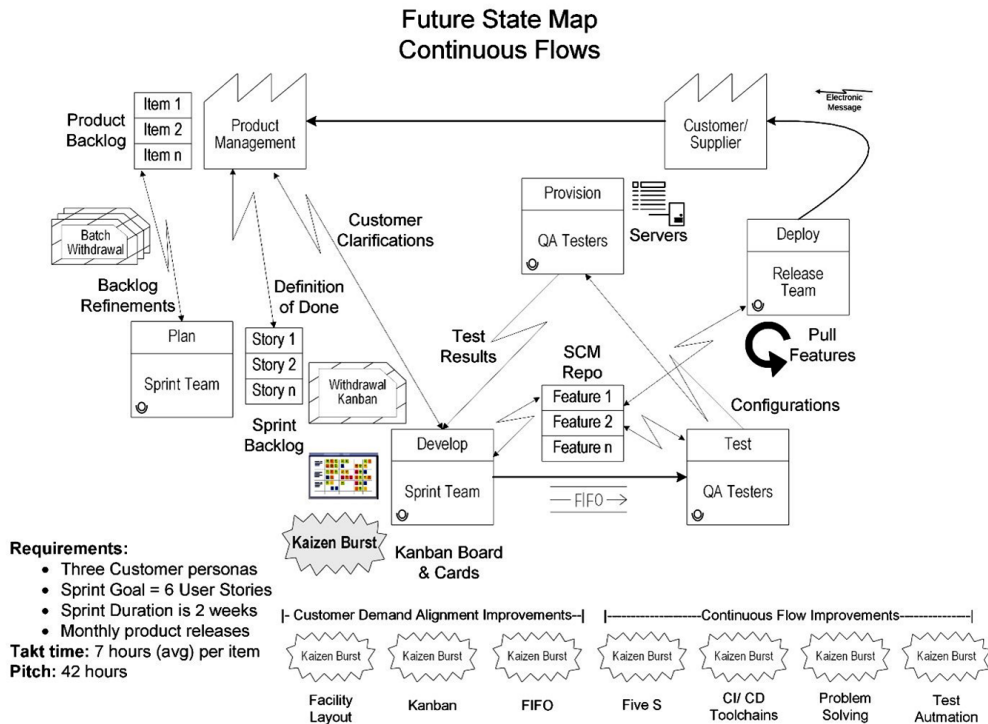 Future State Map
Continuous Flows
Product
Backlog
Item 1
Item 2
Item n
Product
Management
Customer/
Supplier
Electronic
Message
Batch
Withdrawal
Backlog
Refinements
Customer
Clarifications
Provision
QA Testers
Servers
Deploy
Release
Team
Definition
of Done
Plan
Sprint Team
Story 1
Story 2
Story n
Sprint
Backlog
Withdrawal
Kanban
Test
Results
SCM
Repo
Feature 1
Feature 2
Feature n
Pull
Features
Configurations
Develop
Sprint Team
FIFO
Test
QA Testers
Kaizen Burst
Kanban Board
& Cards
Requirements:
• Three Customer personas
• Sprint Goal = 6 User Stories
• Sprint Duration is 2 weeks
• Monthly product releases
Takt time: 7 hours (avg) per item
Pitch: 42 hours
|- Customer Demand Alignment Improvements--|
|---------------------Continuous Flow Improvements----------------|
Kaizen Burst
Kaizen Burst
Kaizen Burst
Kaizen Burst
Kaizen Burst
Kaizen Burst
Kaizen Burst
Facility
Layout
Kanban
FIFO
Five S
CI/ CD
Toolchains
Problem
Solving
Test
Autmation